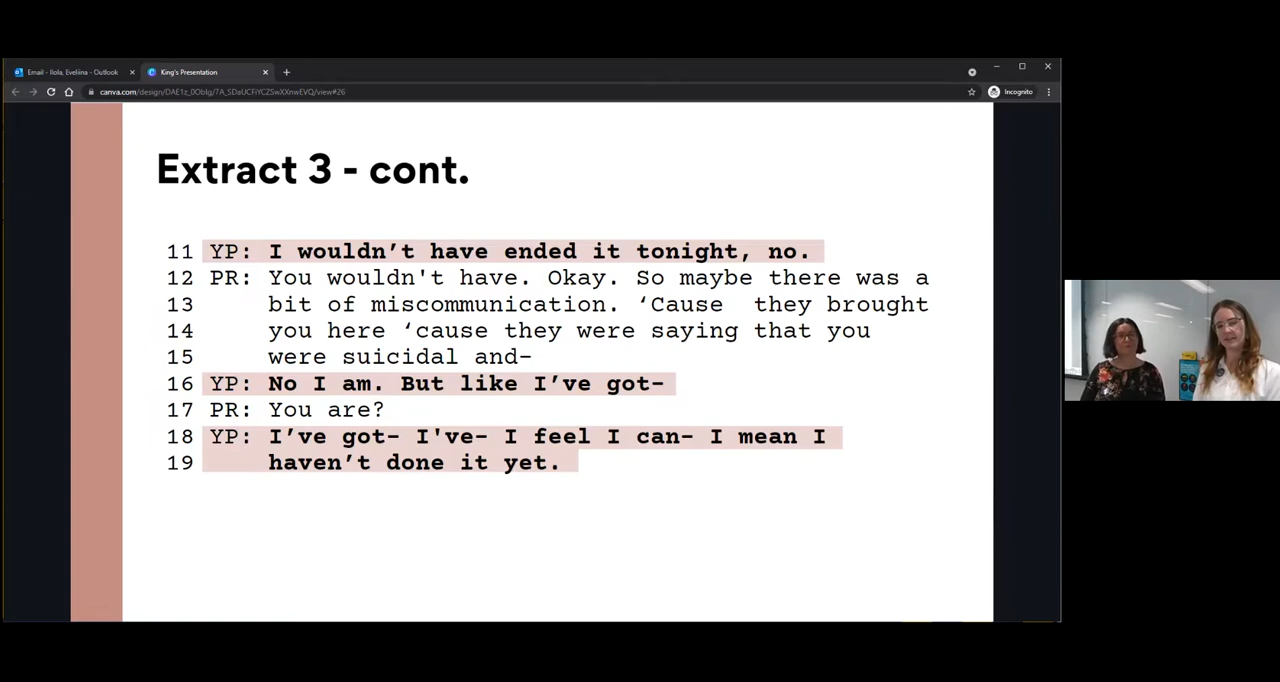 Email - Ilola, Eveliina - Outlook
King's Presentation
Incognito
Extract 3 - cont.
11 YP: I wouldn’t have ended it tonight, no.
12 PR: You wouldn't have. Okay. So maybe there was a
13 bit of miscommunication. ‘Cause they brought
14 you here ‘cause they were saying that you
15 were suicidal and-
16 YP: No I am. But like I’ve got-
17 PR: You are?
18 YP: I’ve got- I've- I feel I can- I mean I
19 haven’t done it yet.